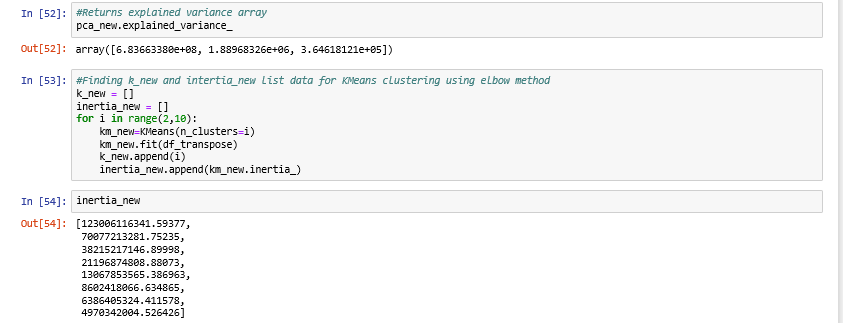 In [52]: #Returns explained variance array
pca_new.explained_variance_
Out[52]: array([6.83663380e+08, 1.88968326e+06, 3.64618121e+05])
In [53]: #Finding k_new and intertia_new list data for KMeans clustering using elbow method
k_new = []
inertia_new = []
for i in range(2,10):
    km_new=KMeans(n_clusters=i)
    km_new.fit(df_transpose)
    k_new.append(i)
    inertia_new.append(km_new.inertia_)
In [54]: inertia_new
Out[54]: [123006116341.59377,
70077213281.75235,
38215217146.89998,
21196874808.88073,
13067853565.386963,
8602418066.634865,
6386405324.411578,
4970342004.526426]